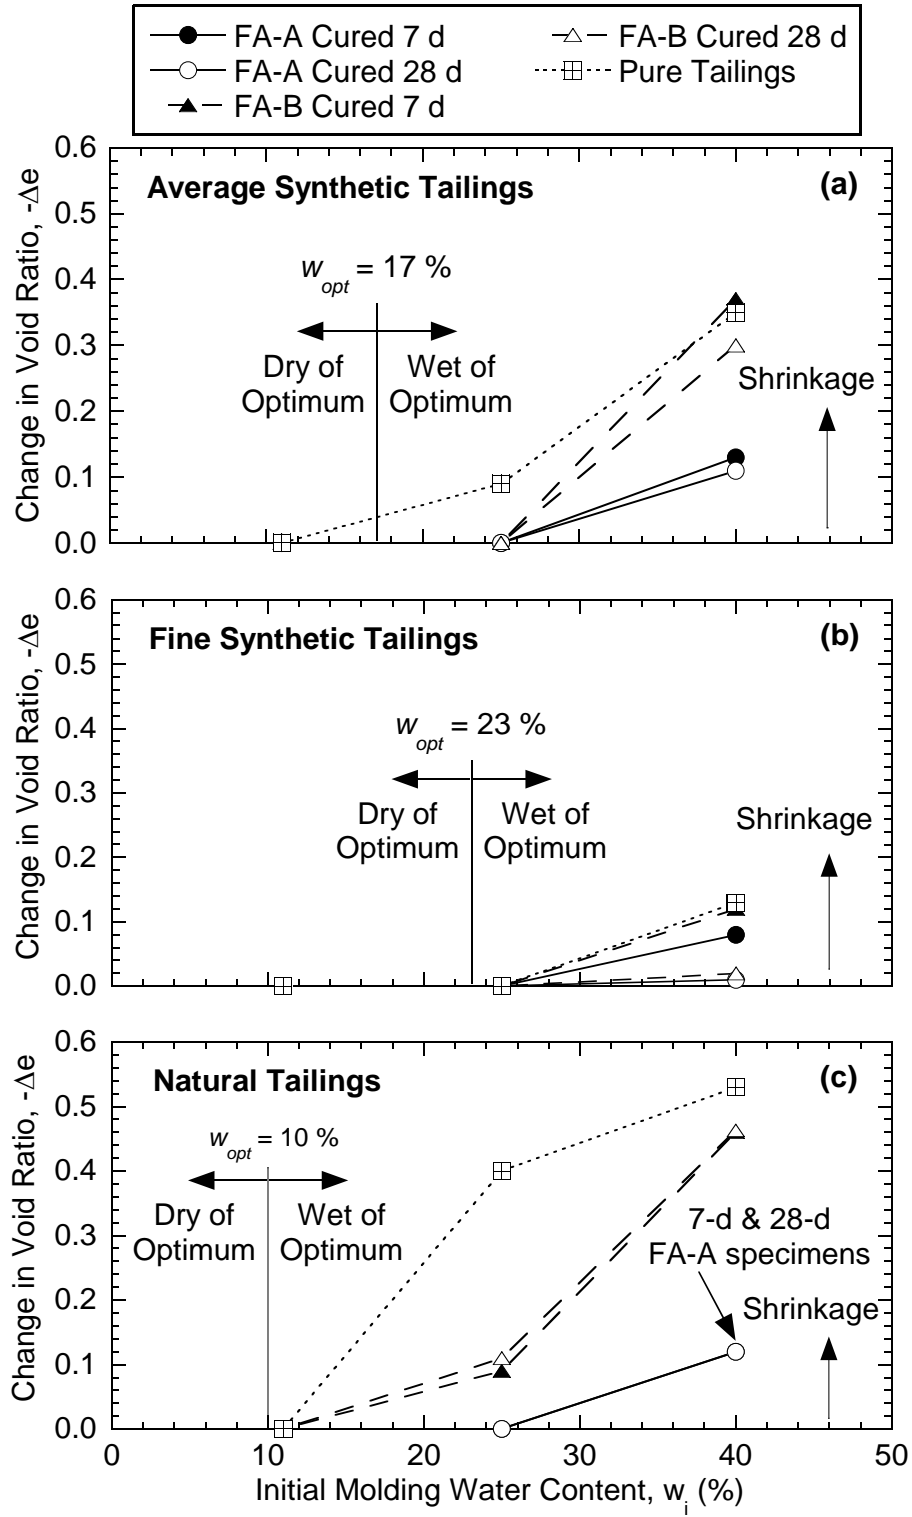 FA-A Cured 7 d
FA-A Cured 28 d
FA-B Cured 7 d
FA-B Cured 28 d
Pure Tailings
Change in Void Ratio, -Δe
0.6
0.5
0.4
0.3
0.2
0.1
0.0
Average Synthetic Tailings
(a)
w_opt = 17 %
Dry of
Optimum
Wet of
Optimum
Shrinkage
Change in Void Ratio, -Δe
0.6
0.5
0.4
0.3
0.2
0.1
0.0
Fine Synthetic Tailings
(b)
w_opt = 23 %
Dry of
Optimum
Wet of
Optimum
Shrinkage
Change in Void Ratio, -Δe
0.6
0.5
0.4
0.3
0.2
0.1
0.0
Natural Tailings
(c)
w_opt = 10 %
Dry of
Optimum
Wet of
Optimum
7-d & 28-d
FA-A specimens
Shrinkage
0 10 20 30 40 50
Initial Molding Water Content, w_i (%)